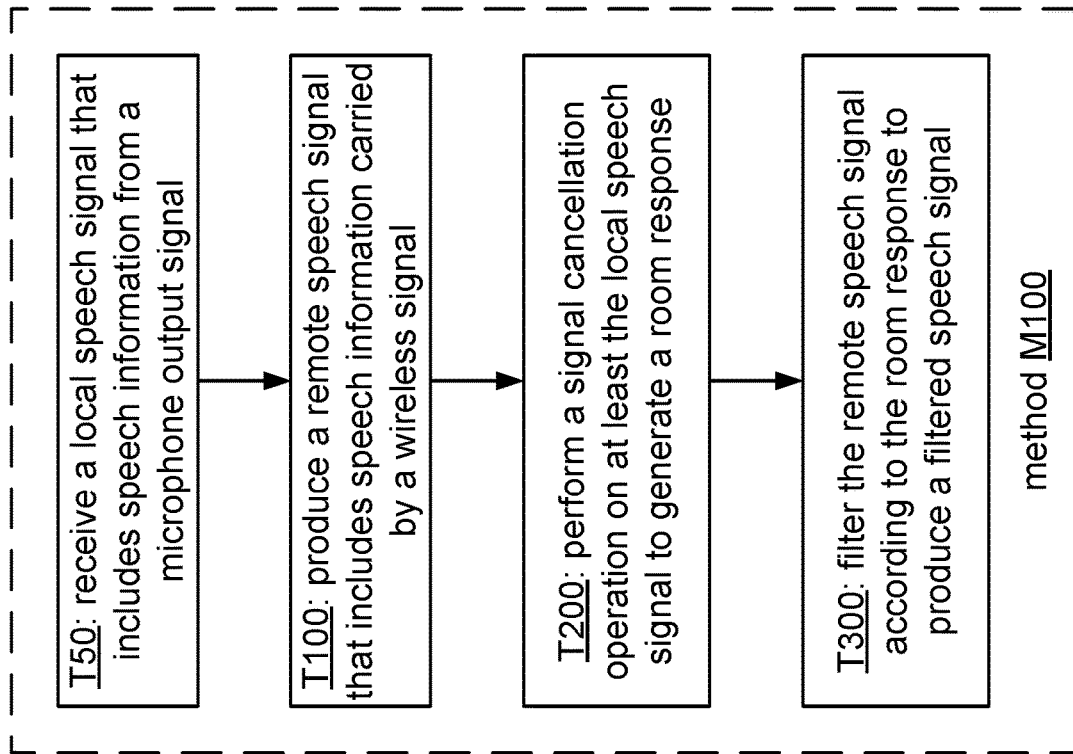 T50: receive a local speech signal that
includes speech information from a
microphone output signal
T100: produce a remote speech signal
that includes speech information carried
by a wireless signal
T200: perform a signal cancellation
operation on at least the local speech
signal to generate a room response
T300: filter the remote speech signal
according to the room response to
produce a filtered speech signal
method M100